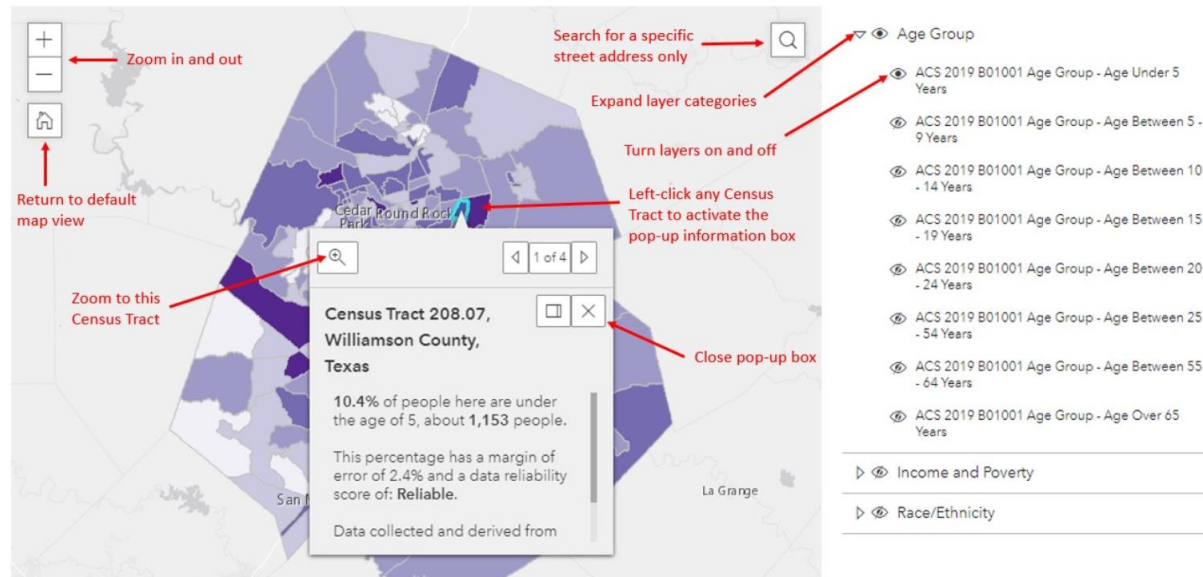 Zoom in and out
Return to default
map view
Search for a specific
street address only
Expand layer categories
Turn layers on and off
Left-click any Census
Tract to activate the
pop-up information box
Cedar
Park
Round Rock
1 of 4
Zoom to this
Census Tract
Census Tract 208.07,
Williamson County,
Texas
Close pop-up box
10.4% of people here are under
the age of 5, about 1,153 people.
This percentage has a margin of
error of 2.4% and a data reliability
score of: Reliable.
Data collected and derived from
San
La Grange
Age Group
ACS 2019 B01001 Age Group - Age Under 5
Years
ACS 2019 B01001 Age Group - Age Between 5 -
9 Years
ACS 2019 B01001 Age Group - Age Between 10
- 14 Years
ACS 2019 B01001 Age Group - Age Between 15
- 19 Years
ACS 2019 B01001 Age Group - Age Between 20
- 24 Years
ACS 2019 B01001 Age Group - Age Between 25
- 54 Years
ACS 2019 B01001 Age Group - Age Between 55
- 64 Years
ACS 2019 B01001 Age Group - Age Over 65
Years
Income and Poverty
Race/Ethnicity